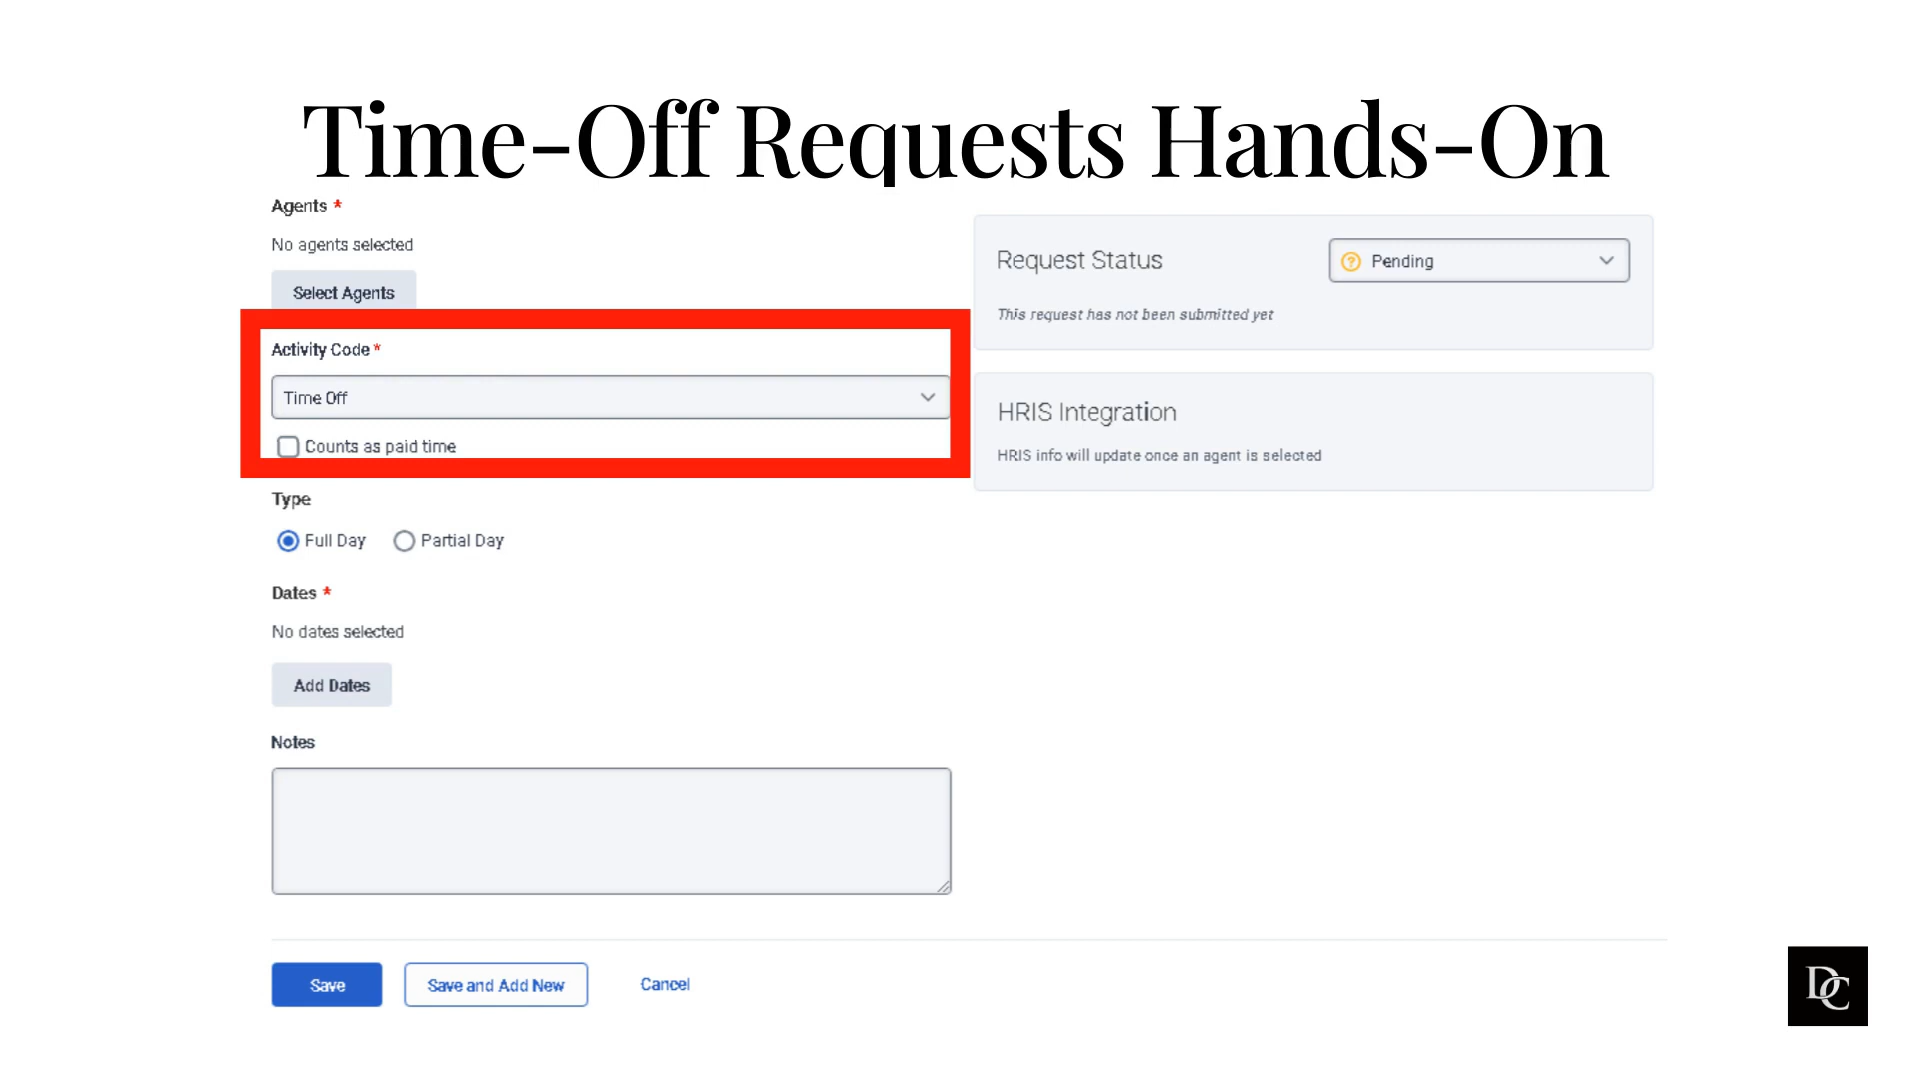 Time-Off Requests Hands-On
Agents *
No agents selected
Select Agents
Activity Code *
Time Off
Counts as paid time
Type
Full Day
Partial Day
Dates *
No dates selected
Add Dates
Notes
Save
Save and Add New
Cancel
Request Status
? Pending
This request has not been submitted yet
HRIS Integration
HRIS info will update once an agent is selected
DC